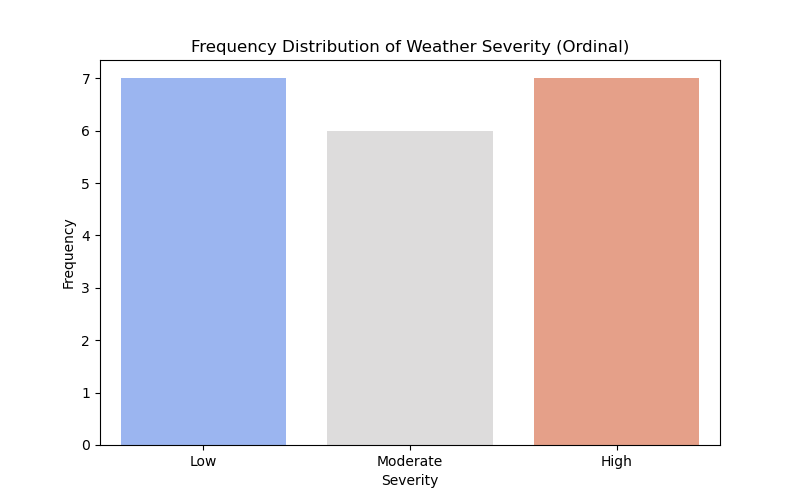 Frequency Distribution of Weather Severity (Ordinal)
Frequency
7
6
5
4
3
2
1
0
Low Moderate High
Severity